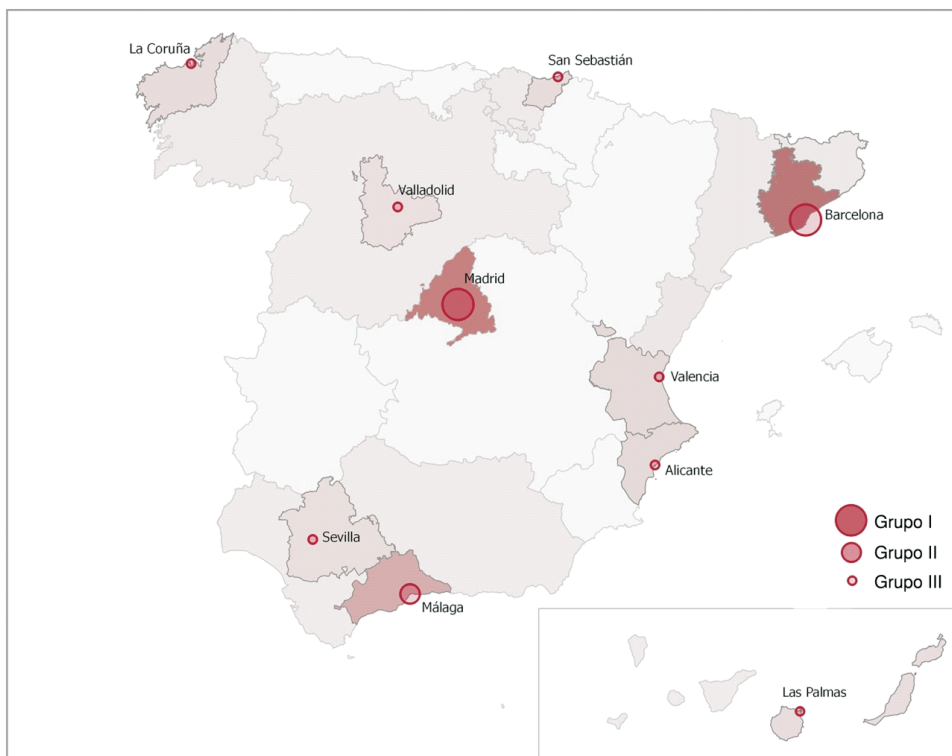 La Coruña
San Sebastián
Valladolid
Barcelona
Madrid
Valencia
Alicante
Sevilla
Málaga
Grupo I
Grupo II
Grupo III
Las Palmas